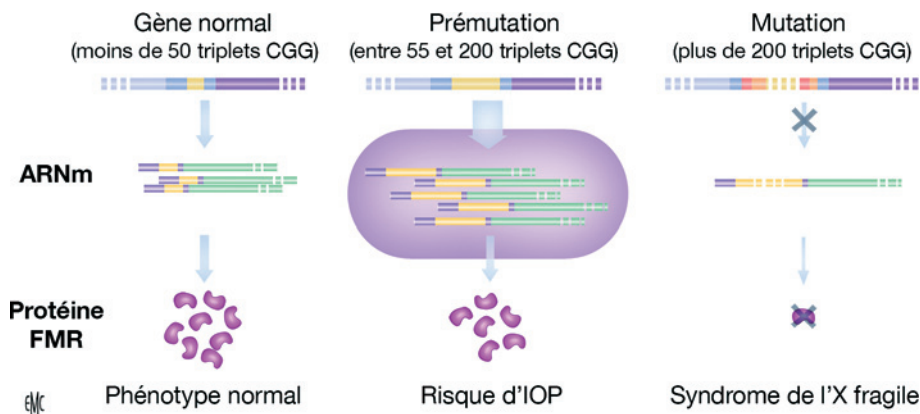 Gène normal
(moins de 50 triplets CGG)
Prémutation
(entre 55 et 200 triplets CGG)
Mutation
(plus de 200 triplets CGG)
ARNm
Protéine
FMR
Phénotype normal
Risque d'IOP
Syndrome de l'X fragile
EMC